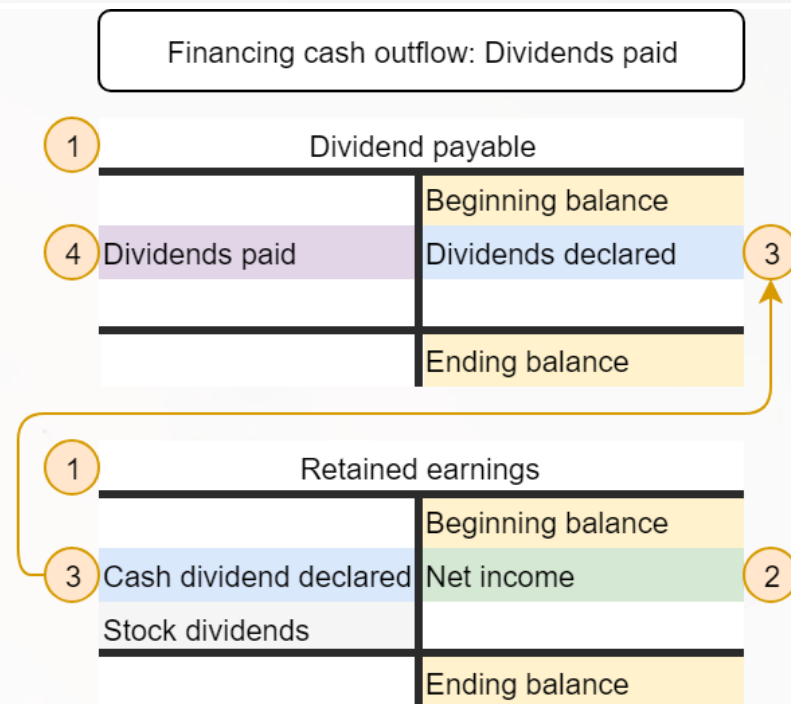 Financing cash outflow: Dividends paid
1 Dividend payable
Beginning balance
4 Dividends paid Dividends declared 3
Ending balance
1 Retained earnings
Beginning balance
3 Cash dividend declared Net income 2
Stock dividends
Ending balance